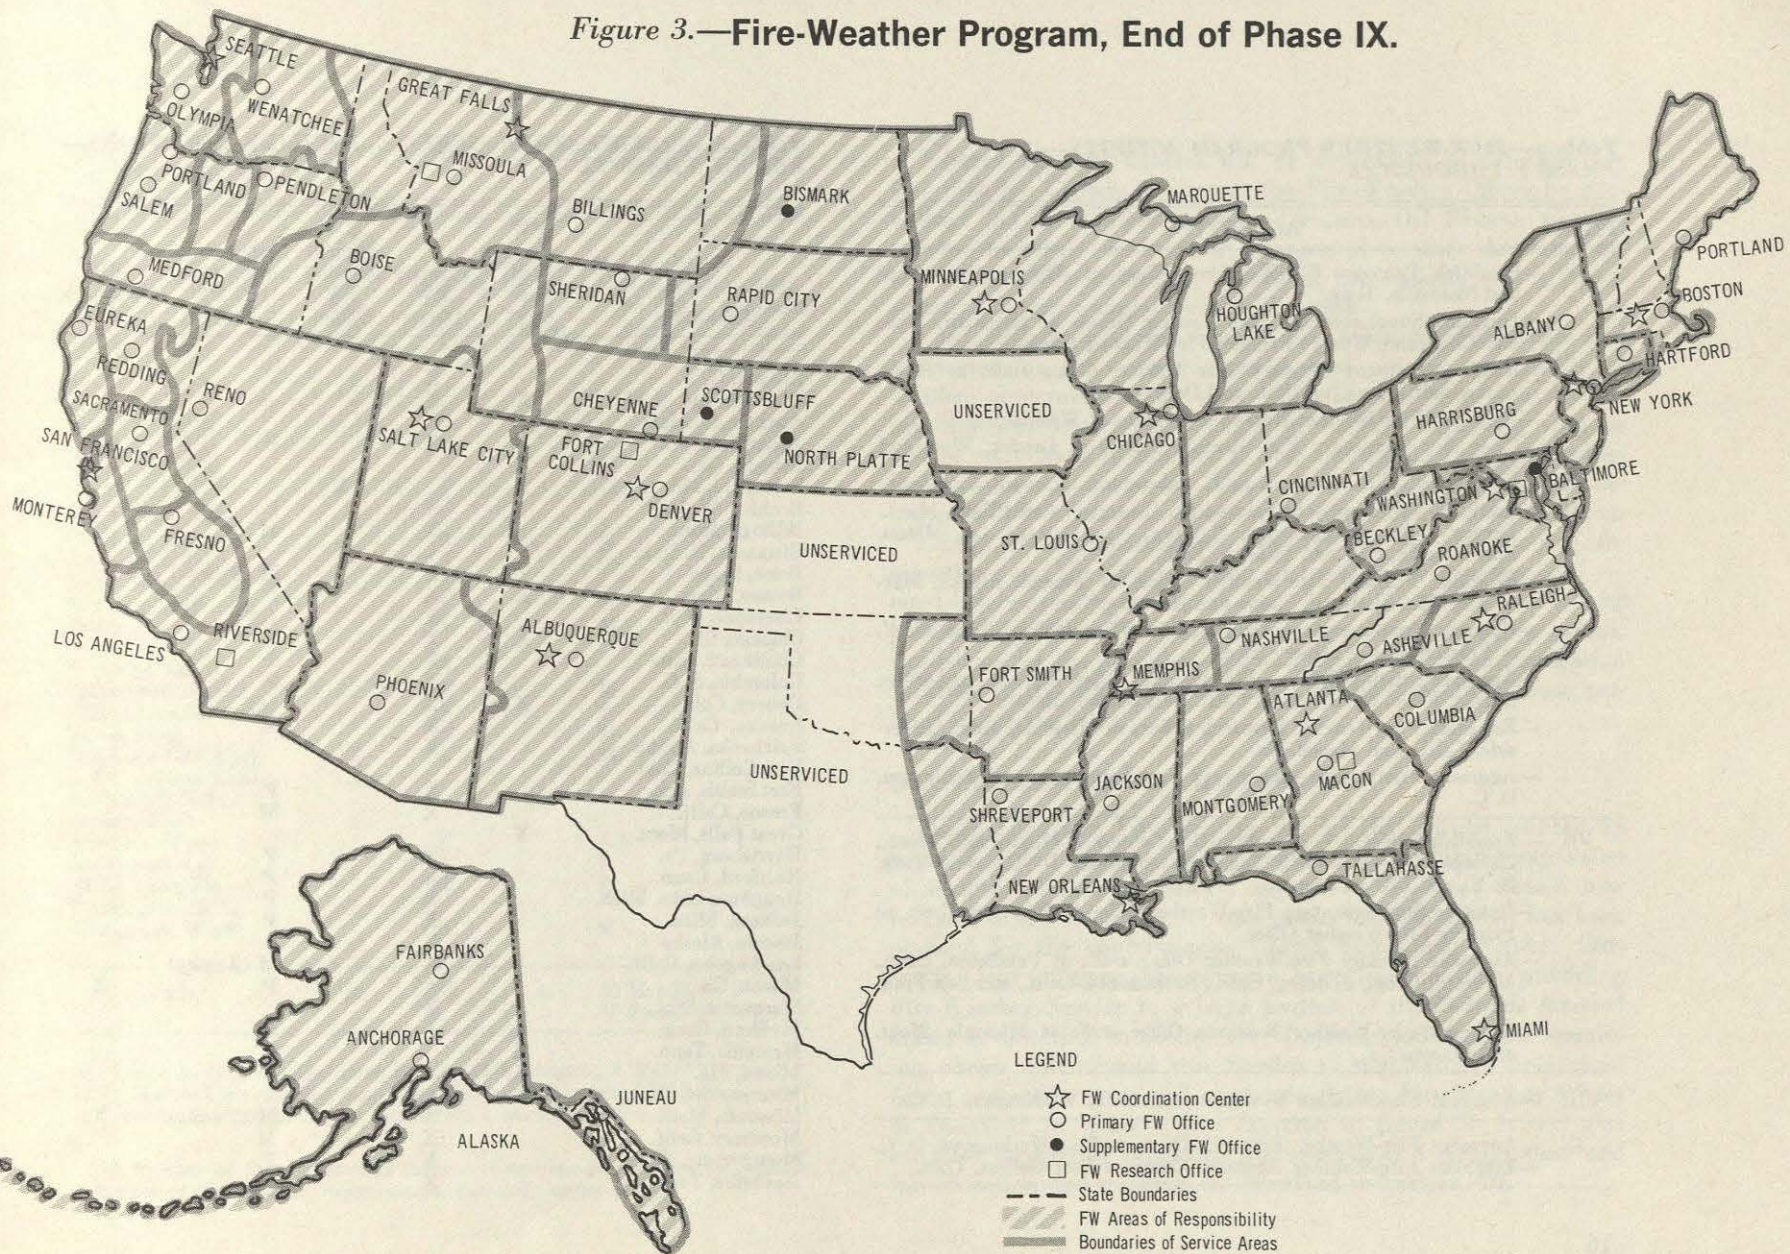 Figure 3.—Fire-Weather Program, End of Phase IX.
SEATTLE
OLYMPIA
WENATCHEE
GREAT FALLS
MISSOULA
PORTLAND
PENDLETON
SALEM
BILLINGS
BISMARK
MARQUETTE
PORTLAND
MEDFORD
BOISE
SHERIDAN
RAPID CITY
MINNEAPOLIS
HOUGHTON
LAKE
ALBANY
BOSTON
HARTFORD
EUREKA
REDDING
RENO
SACRAMENTO
SAN FRANCISCO
SALT LAKE CITY
CHEYENNE
SCOTTSBLUFF
UNSERVICED
CHICAGO
HARRISBURG
NEW YORK
FORT
COLLINS
NORTH PLATTE
DENVER
CINCINNATI
WASHINGTON
BALTIMORE
MONTEREY
FRESNO
UNSERVICED
ST. LOUIS
BECKLEY
ROANOKE
LOS ANGELES
RIVERSIDE
ALBUQUERQUE
NASHVILLE
ASHEVILLE
RALEIGH
PHOENIX
FORT SMITH
MEMPHIS
ATLANTA
COLUMBIA
UNSERVICED
SHREVEPORT
JACKSON
MONTGOMERY
MACON
NEW ORLEANS
TALLAHASSE
FAIRBANKS
ANCHORAGE
MIAMI
JUNEAU
ALASKA
LEGEND
FW Coordination Center
Primary FW Office
Supplementary FW Office
FW Research Office
State Boundaries
FW Areas of Responsibility
Boundaries of Service Areas